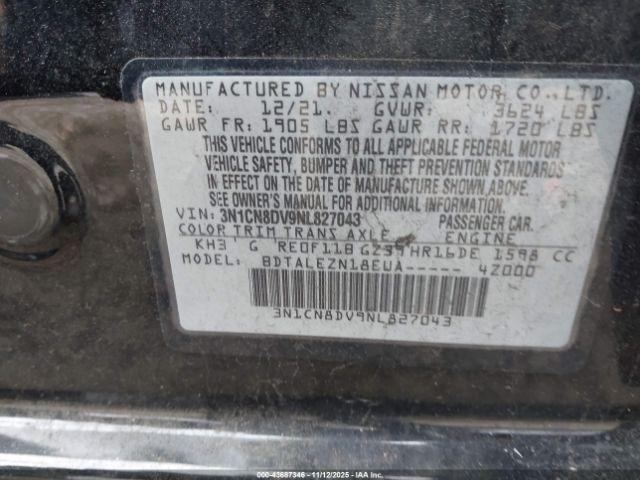 MANUFACTURED BY NISSAN MOTOR CO., LTD.
DATE: 12/21. GVWR: 3624 LBS
GAWR FR: 1905 LBS GAWR RR: 1720 LBS
THIS VEHICLE CONFORMS TO ALL APPLICABLE FEDERAL MOTOR
VEHICLE SAFETY, BUMPER AND THEFT PREVENTION STANDARDS
IN EFFECT ON THE DATE OF MANUFACTURE SHOWN ABOVE.
SEE OWNER'S MANUAL FOR ADDITIONAL INFORMATION.
VIN: 3N1CN8DV9NL827043 PASSENGER CAR.
COLOR TRIM TRANS AXLE ENGINE
KH3 G RE0F11B GZ39 HR16DE 1598 CC
MODEL: BDTALEZN18EUA----- 4Z000
3N1CN8DV9NL827043
000-43687346 - 11/12/2025 - IAA Inc.